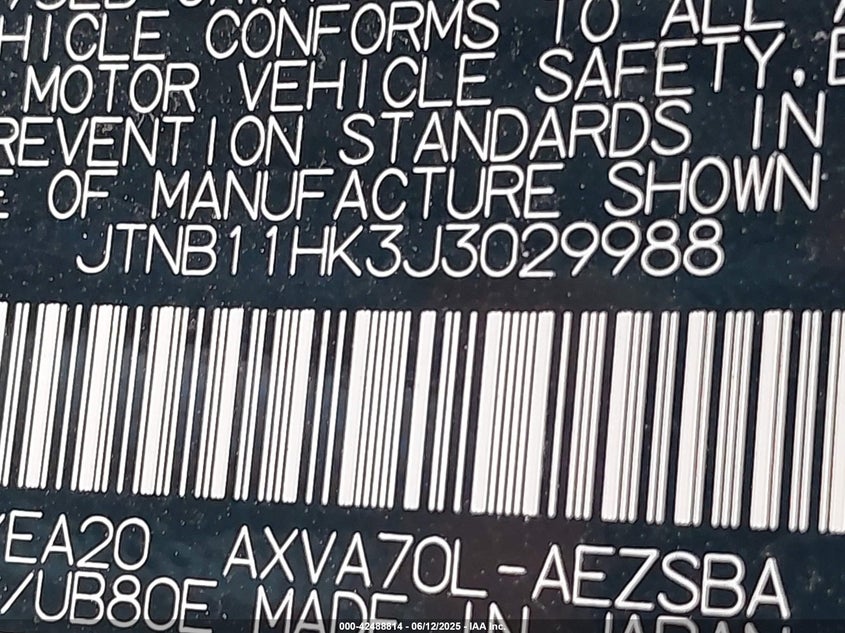 HICLE CONFORMS TO ALL
MOTOR VEHICLE SAFETY,
REVENTION STANDARDS IN
OF MANUFACTURE SHOWN
JTNB11HK3J3029988
EA20 AXVA70L-AEZSBA
/UB80E MADE IN JAPAN
000-42488814 - 06/12/2025 - IAA Inc.